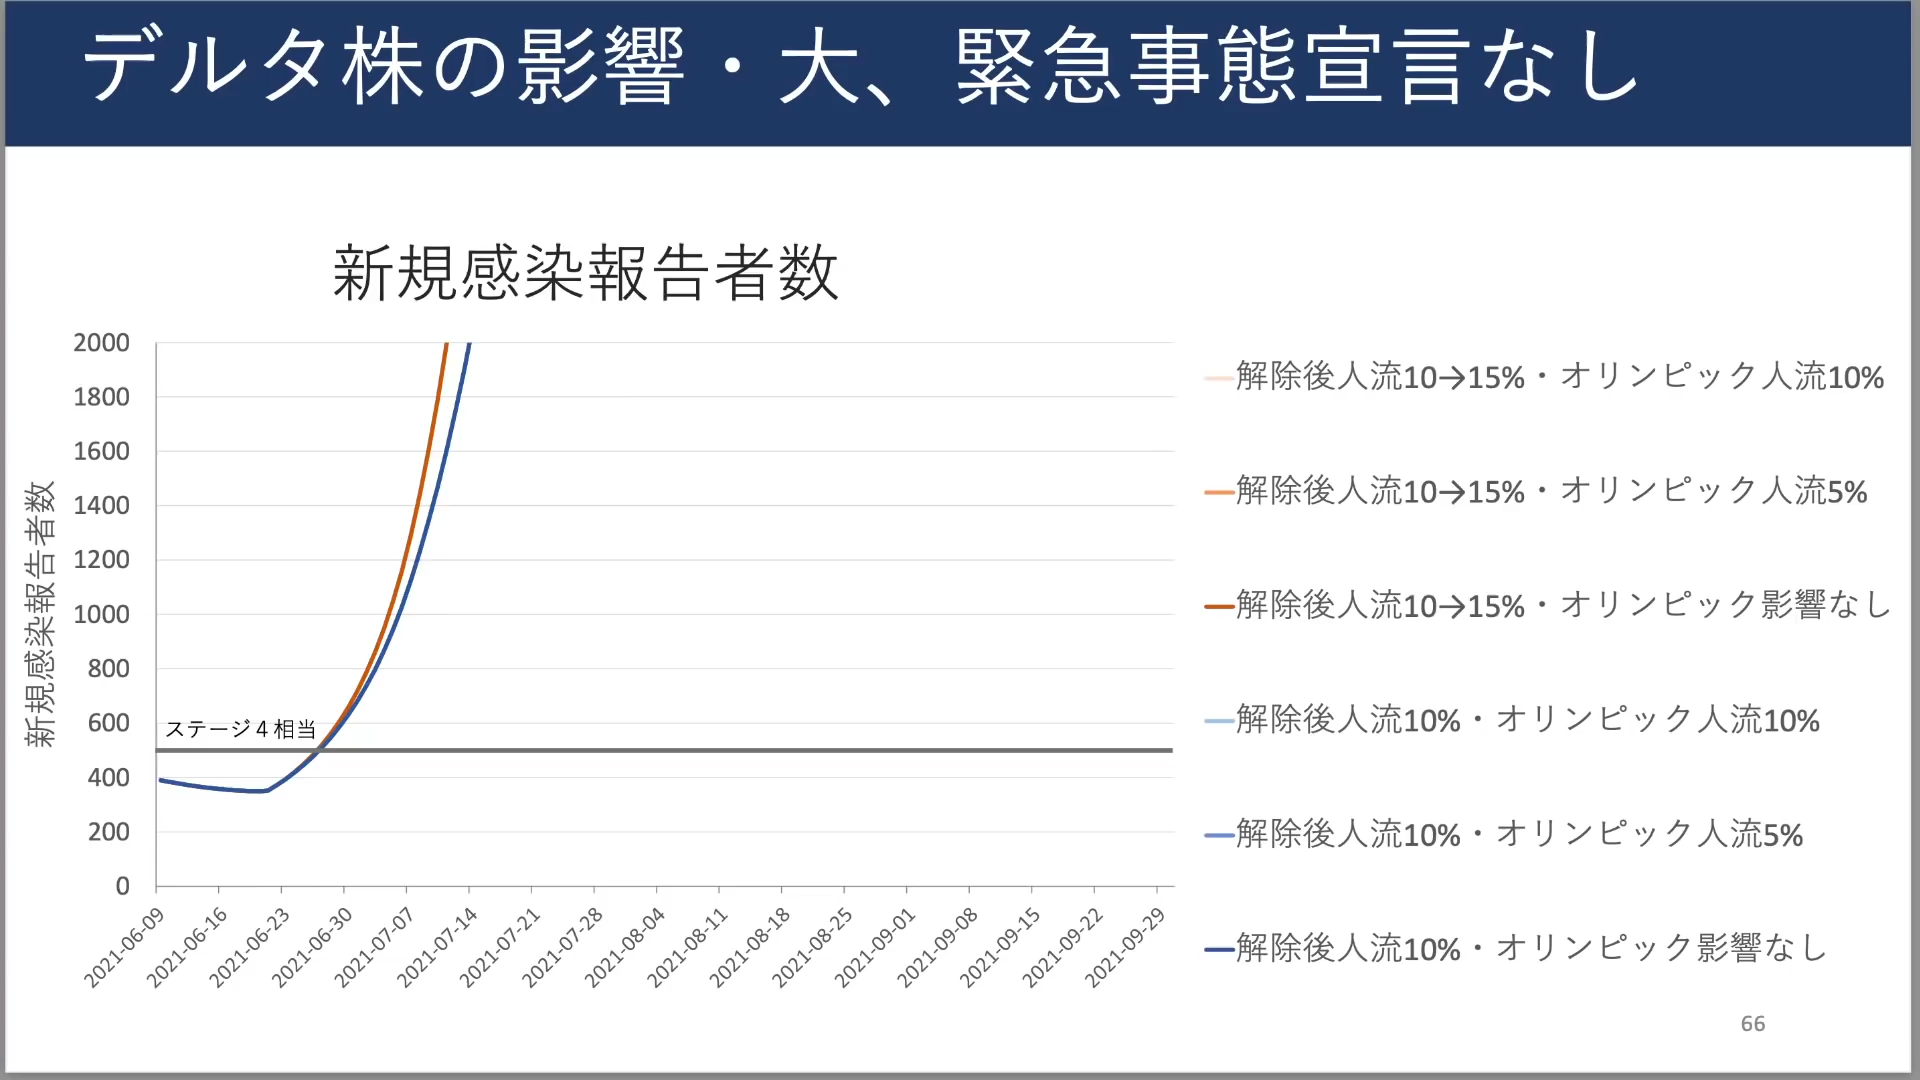 デルタ株の影響・大、緊急事態宣言なし
新規感染報告者数
新規感染報告者数
2000
1800
1600
1400
1200
1000
800
600
400
200
0
ステージ4相当
2021-06-09
2021-06-16
2021-06-23
2021-06-30
2021-07-07
2021-07-14
2021-07-21
2021-07-28
2021-08-04
2021-08-11
2021-08-18
2021-08-25
2021-09-01
2021-09-08
2021-09-15
2021-09-22
2021-09-29
解除後人流10→15%・オリンピック人流10%
解除後人流10→15%・オリンピック人流5%
解除後人流10→15%・オリンピック影響なし
解除後人流10%・オリンピック人流10%
解除後人流10%・オリンピック人流5%
解除後人流10%・オリンピック影響なし
66